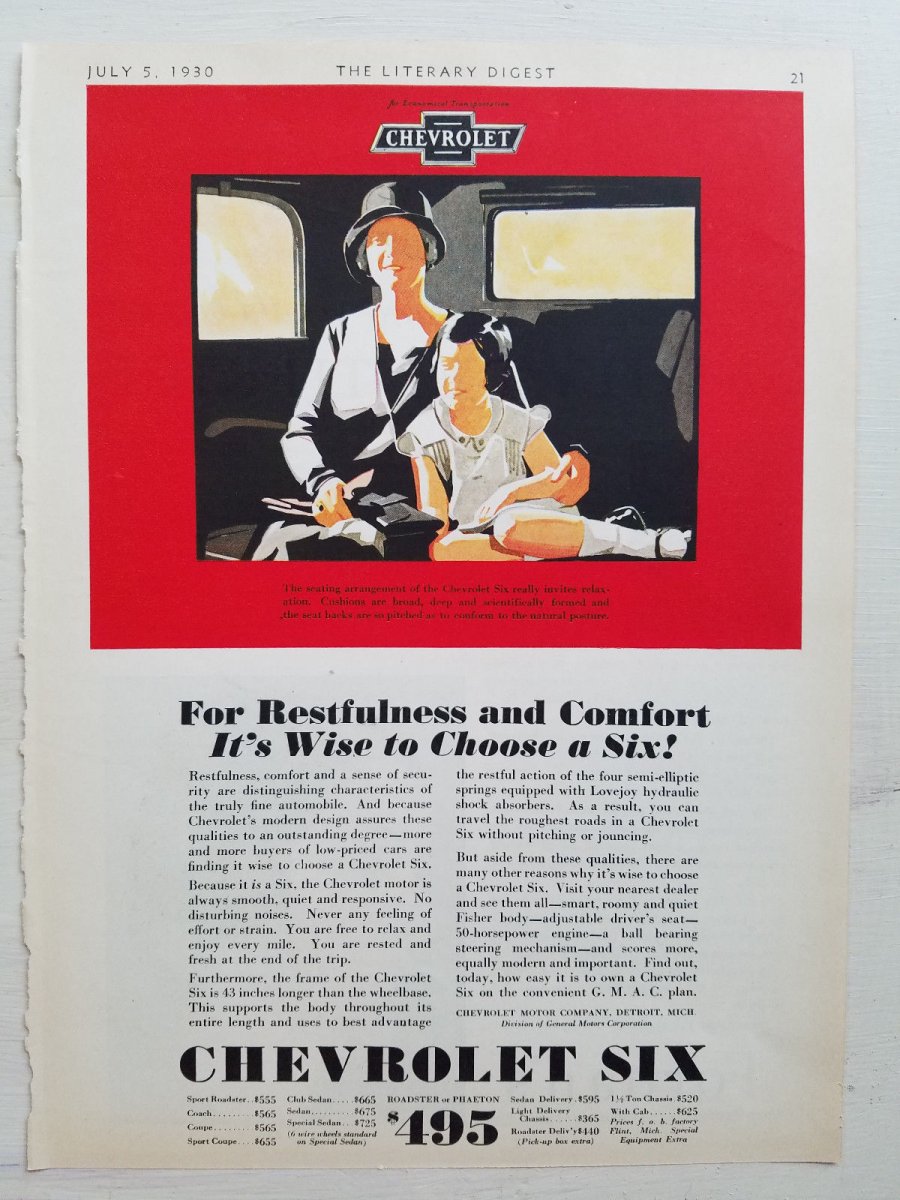 JULY 5, 1930 THE LITERARY DIGEST 21
for Economical Transportation
CHEVROLET
The seating arrangement of the Chevrolet Six really invites relax-
ation. Cushions are broad, deep and scientifically formed and
the seat backs are so pitched as to conform to the natural posture.
For Restfulness and Comfort
It's Wise to Choose a Six!
Restfulness, comfort and a sense of secu-
rity are distinguishing characteristics of
the truly fine automobile. And because
Chevrolet's modern design assures these
qualities to an outstanding degree—more
and more buyers of low-priced cars are
finding it wise to choose a Chevrolet Six.
Because it is a Six, the Chevrolet motor is
always smooth, quiet and responsive. No
disturbing noises. Never any feeling of
effort or strain. You are free to relax and
enjoy every mile. You are rested and
fresh at the end of the trip.
Furthermore, the frame of the Chevrolet
Six is 43 inches longer than the wheelbase.
This supports the body throughout its
entire length and uses to best advantage
the restful action of the four semi-elliptic
springs equipped with Lovejoy hydraulic
shock absorbers. As a result, you can
travel the roughest roads in a Chevrolet
Six without pitching or jouncing.
But aside from these qualities, there are
many other reasons why it's wise to choose
a Chevrolet Six. Visit your nearest dealer
and see them all—smart, roomy and quiet
Fisher body—adjustable driver's seat—
50-horsepower engine—a ball bearing
steering mechanism—and scores more,
equally modern and important. Find out,
today, how easy it is to own a Chevrolet
Six on the convenient G. M. A. C. plan.
CHEVROLET MOTOR COMPANY, DETROIT, MICH.
Division of General Motors Corporation
CHEVROLET SIX
Sport Roadster..$555
Coach.........$565
Coupe.........$565
Sport Coupe....$655
Club Sedan.....$665
Sedan.........$675
Special Sedan...$725
(6 wire wheels standard
on Special Sedan)
ROADSTER or PHAETON
$495
Sedan Delivery.$595
Light Delivery
Chassis......$365
Roadster Deliv'y$440
(Pick-up box extra)
1½ Ton Chassis $520
With Cab......$625
Prices f. o. b. factory
Flint, Mich. Special
Equipment Extra